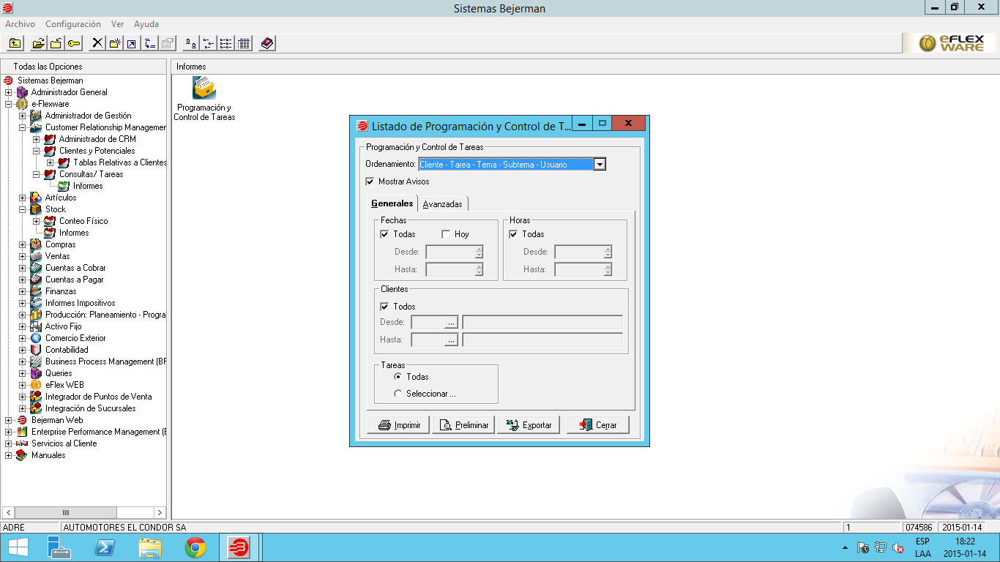 Sistemas Bejerman
Archivo Configuración Ver Ayuda
eFLEX
WARE
Todas las Opciones
Sistemas Bejerman
Administrador General
e-Flexware
Administrador de Gestión
Customer Relationship Managemer
Administrador de CRM
Clientes y Potenciales
Tablas Relativas a Clientes
Consultas/ Tareas
Informes
Artículos
Stock
Conteo Físico
Informes
Compras
Ventas
Cuentas a Cobrar
Cuentas a Pagar
Finanzas
Informes Impositivos
Producción: Planeamiento - Progra
Activo Fijo
Comercio Exterior
Contabilidad
Business Process Management (BF
Queries
eFlex WEB
Integrador de Puntos de Venta
Integración de Sucursales
Bejerman Web
Enterprise Performance Management (E
Servicios al Cliente
Manuales
Informes
Programación y
Control de Tareas
Listado de Programación y Control de T...
Programación y Control de Tareas
Ordenamiento: Cliente - Tarea - Tema - Subtema - Usuario
Mostrar Avisos
Generales Avanzadas
Fechas
Todas Hoy
Desde:
Hasta:
Horas
Todas
Desde:
Hasta:
Clientes
Todos
Desde: ...
Hasta: ...
Tareas
Todas
Seleccionar ...
Imprimir Preliminar Exportar Cerrar
ADRE AUTOMOTORES EL CONDOR SA 1 074586 2015-01-14
ESP 18:22
LAA 2015-01-14